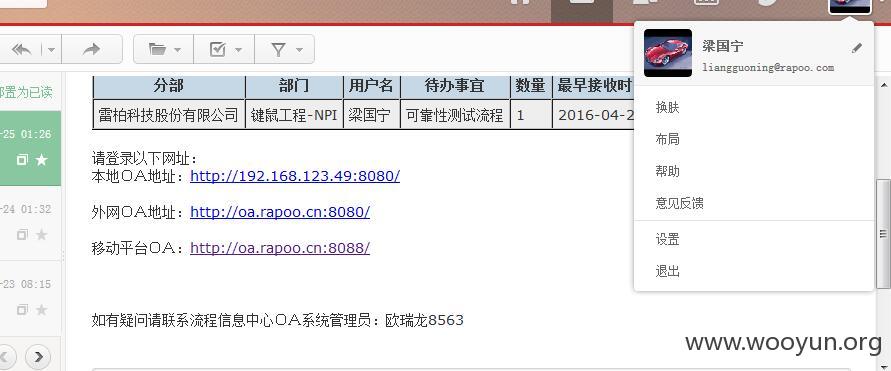 梁国宁
liangguoning@rapoo.com
分部 部门 用户名 待办事宜 数量 最早接收时
雷柏科技股份有限公司 键鼠工程-NPI 梁国宁 可靠性测试流程 1 2016-04-2
部置为已读
-25 01:26
-24 01:32
-23 08:15
请登录以下网址：
本地OA地址：http://192.168.123.49:8080/
外网OA地址：http://oa.rapoo.cn:8080/
移动平台OA：http://oa.rapoo.cn:8088/
如有疑问请联系流程信息中心OA系统管理员：欧瑞龙8563
换肤
布局
帮助
意见反馈
设置
退出
www.wooyun.org